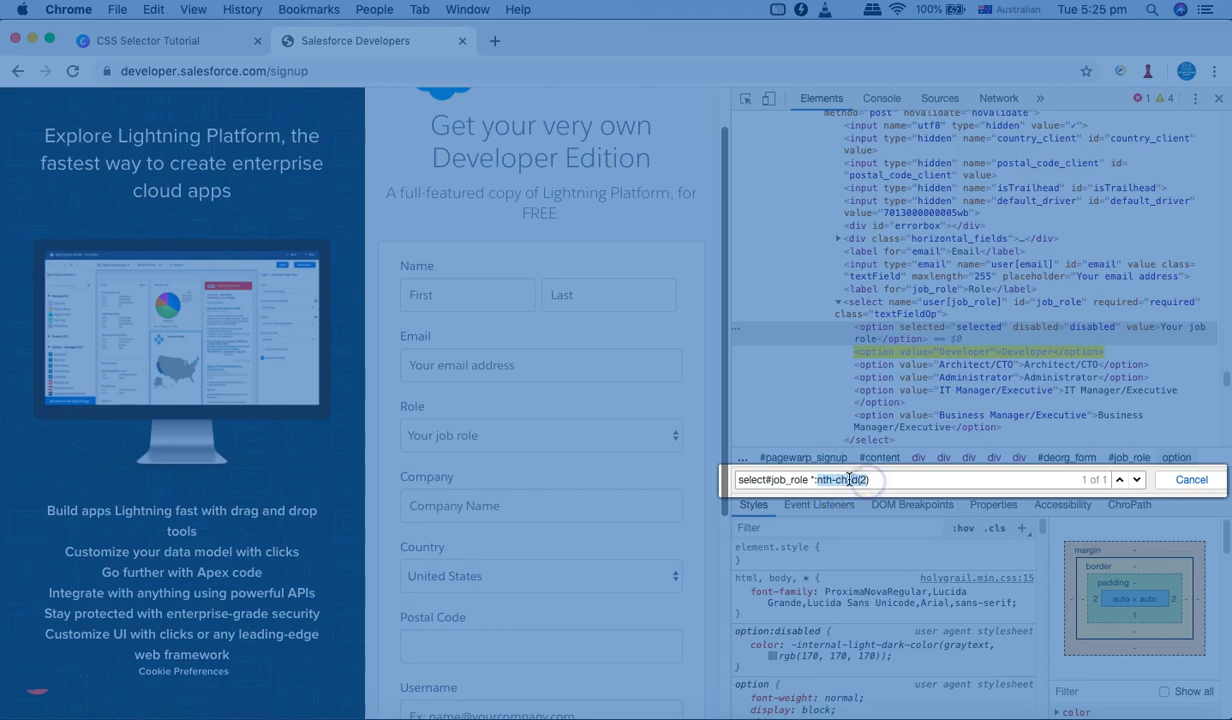 Chrome File Edit View History Bookmarks People Tab Window Help 100% Australian Tue 5:25 pm
CSS Selector Tutorial Salesforce Developers
developer.salesforce.com/signup
Explore Lightning Platform, the
fastest way to create enterprise
cloud apps
Build apps Lightning fast with drag and drop
tools
Customize your data model with clicks
Go further with Apex code
Integrate with anything using powerful APIs
Stay protected with enterprise-grade security
Customize UI with clicks or any leading-edge
web framework
Cookie Preferences
Get your very own
Developer Edition
A full-featured copy of Lightning Platform, for
FREE.
Name
First Last
Email
Your email address
Role
Your job role
Company
Company Name
Country
United States
Postal Code
Username
Ex: name@yourcompany.com
Elements Console Sources Network » 1 4
method="post" novalidate="novalidate">
<input name="utf8" type="hidden" value="✓">
<input type="hidden" name="country_client" id="country_client"
value>
<input type="hidden" name="postal_code_client" id=
"postal_code_client" value>
<input type="hidden" name="isTrailhead" id="isTrailhead">
<input type="hidden" name="default_driver" id="default_driver"
value="7013000000005wb">
<div id="errorbox"></div>
<div class="horizontal_fields">…</div>
<label for="email">Email</label>
<input type="email" name="user[email]" id="email" value class=
"textField" maxlength="255" placeholder="Your email address">
<label for="job_role">Role</label>
<select name="user[job_role]" id="job_role" required="required"
class="textFieldOp">
… <option selected="selected" disabled="disabled" value>Your job
role</option> == $0
<option value="Developer">Developer</option>
<option value="Architect/CTO">Architect/CTO</option>
<option value="Administrator">Administrator</option>
<option value="IT Manager/Executive">IT Manager/Executive
</option>
<option value="Business Manager/Executive">Business
Manager/Executive</option>
</select>
... #pagewarp_signup #content div div div div #deorg_form #job_role option
select#job_role *:nth-child(2) 1 of 1 Cancel
Styles Event Listeners DOM Breakpoints Properties Accessibility ChroPath
Filter :hov .cls +
element.style {
}
html, body, * { holygrail.min.css:15
font-family: ProximaNovaRegular,Lucida
Grande,Lucida Sans Unicode,Arial,sans-serif;
}
option:disabled { user agent stylesheet
color: -internal-light-dark-color(graytext,
rgb(170, 170, 170));
}
option { user agent stylesheet
font-weight: normal;
display: block;
margin -
border -
padding -
- - 2 auto × auto 2 - -
1
-
-
Filter Show all
color